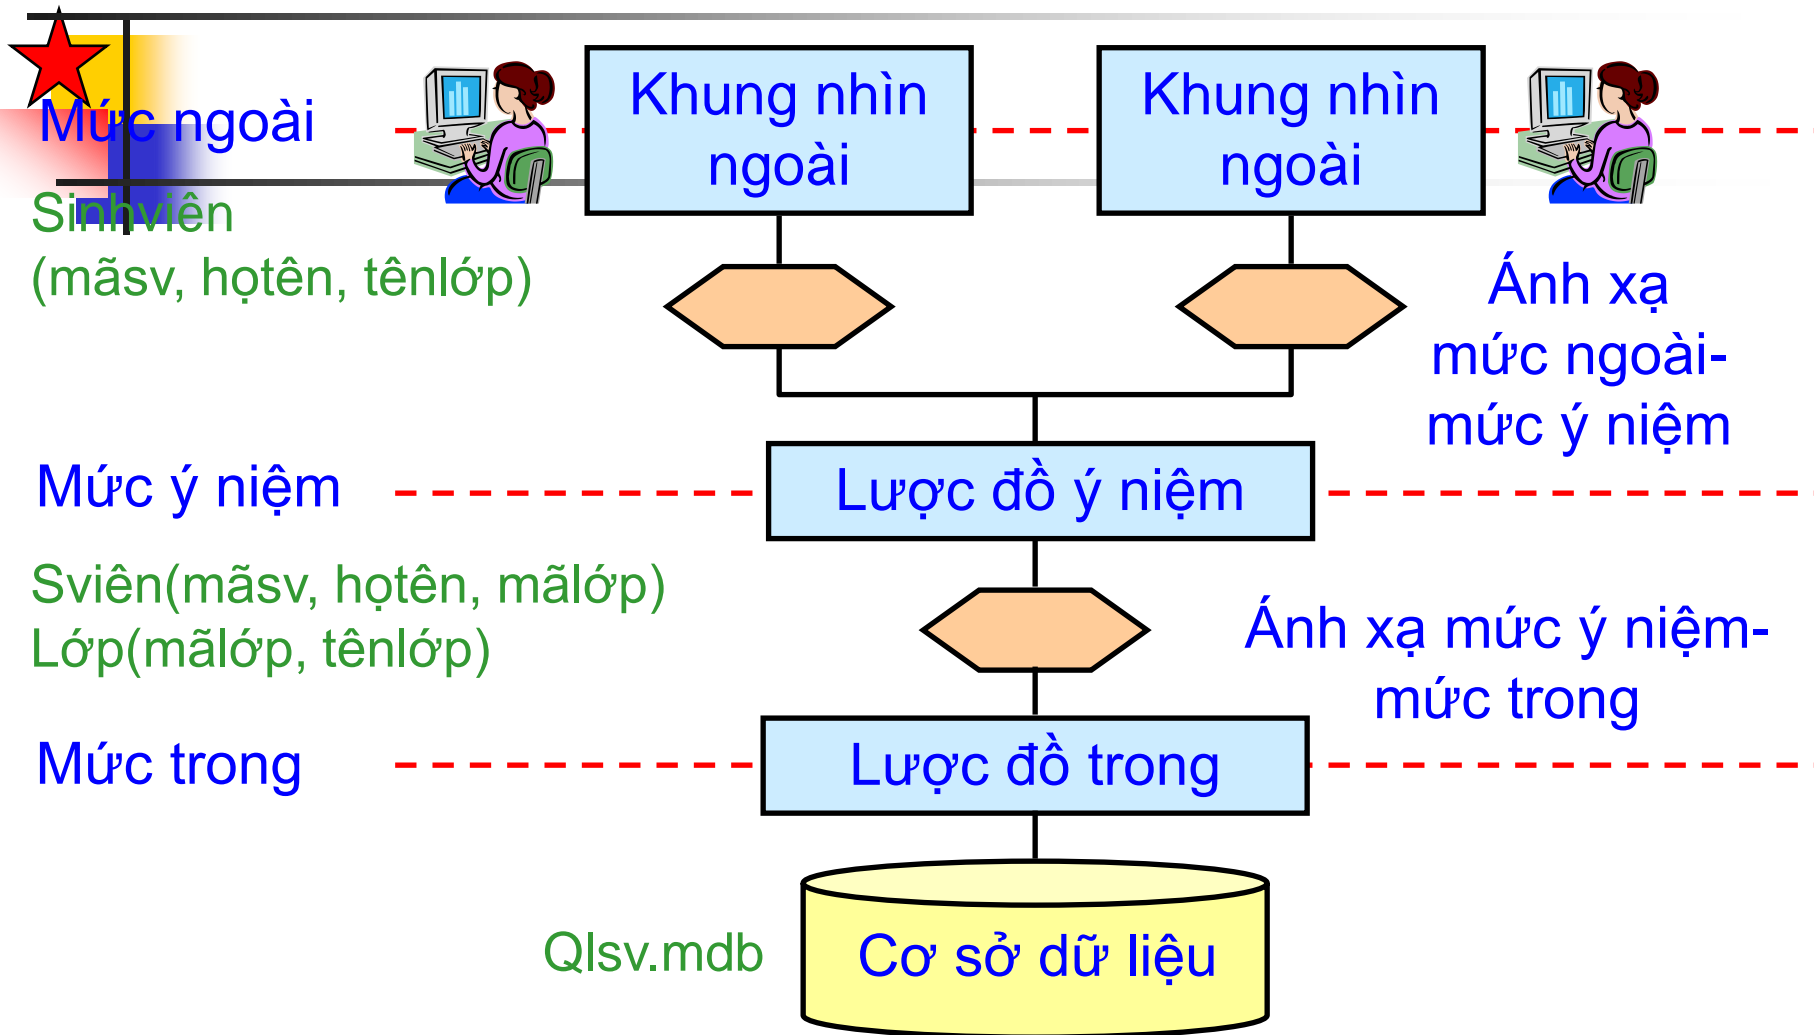 Mức ngoài
Khung nhìn
ngoài
Khung nhìn
ngoài
Sinhviên
(mãsv, họtên, tênlớp)
Ánh xạ
mức ngoài-
mức ý niệm
Mức ý niệm
Lược đồ ý niệm
Sviên(mãsv, họtên, mãlớp)
Lớp(mãlớp, tênlớp)
Ánh xạ mức ý niệm-
mức trong
Mức trong
Lược đồ trong
Qlsv.mdb
Cơ sở dữ liệu